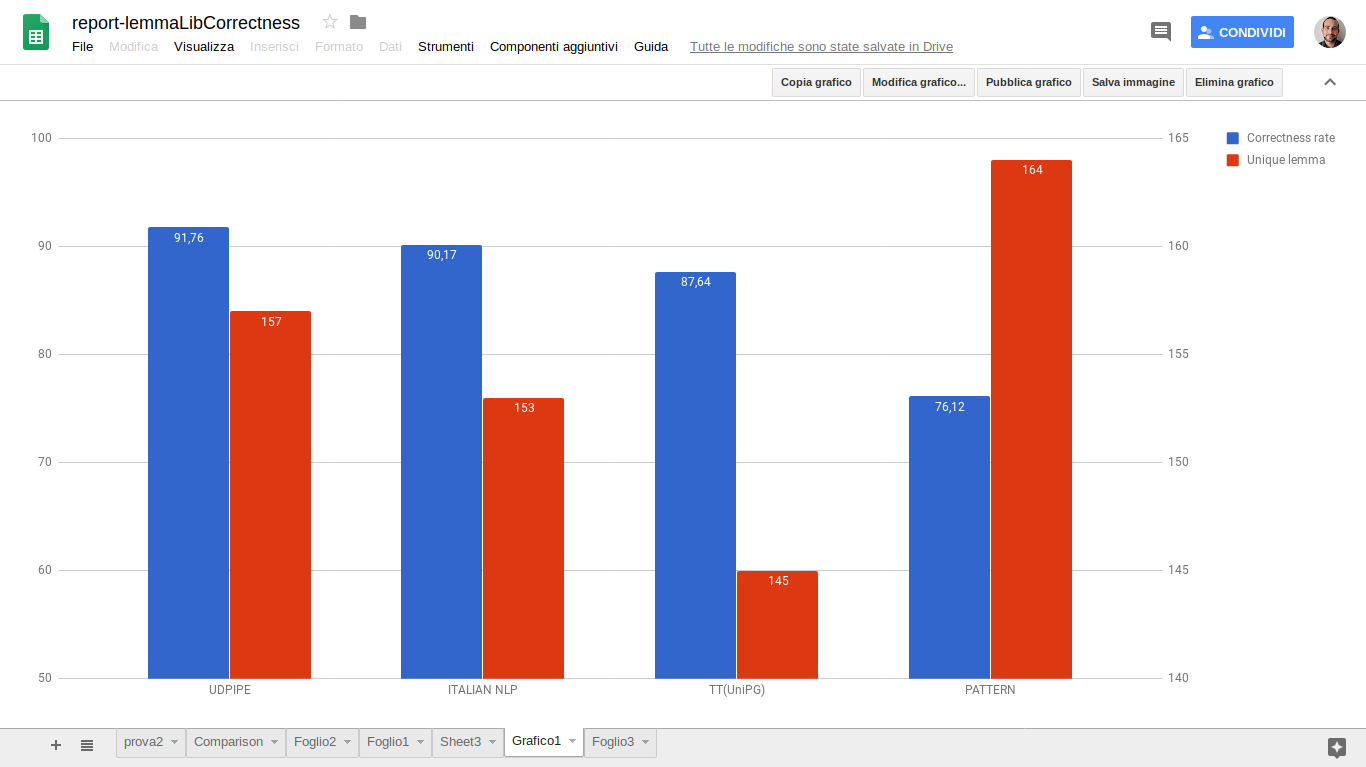 report-lemmaLibCorrectness
File Modifica Visualizza Inserisci Formato Dati Strumenti Componenti aggiuntivi Guida Tutte le modifiche sono state salvate in Drive
CONDIVIDI
Copia grafico Modifica grafico... Pubblica grafico Salva immagine Elimina grafico
100 165 Correctness rate
Unique lemma
164
91,76
90 90,17 160
87,64
157
80 155
153 76,12
70 150
60 145
145
50 140
UDPIPE ITALIAN NLP TT(UniPG) PATTERN
prova2 Comparison Foglio2 Foglio1 Sheet3 Grafico1 Foglio3